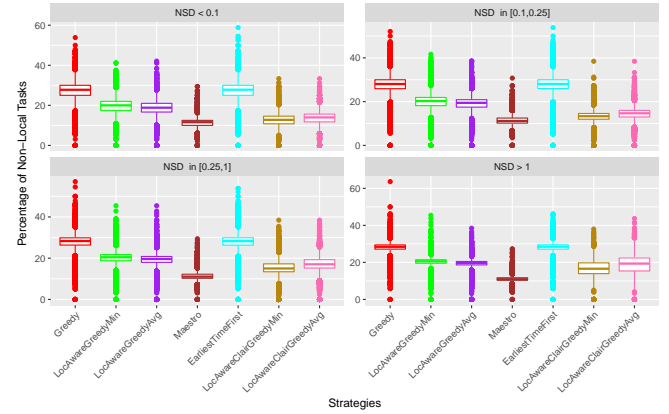 NSD < 0.1
NSD in [0.1,0.25]
60
40
20
0
40
20
0
NSD in [0.25,1]
NSD > 1
40
20
0
60
40
20
0
Percentage of Non−Local Tasks
Greedy
LocAwareGreedyMin
LocAwareGreedyAvg
Maestro
EarliestTimeFirst
LocAwareClairGreedyMin
LocAwareClairGreedyAvg
Greedy
LocAwareGreedyMin
LocAwareGreedyAvg
Maestro
EarliestTimeFirst
LocAwareClairGreedyMin
LocAwareClairGreedyAvg
Strategies